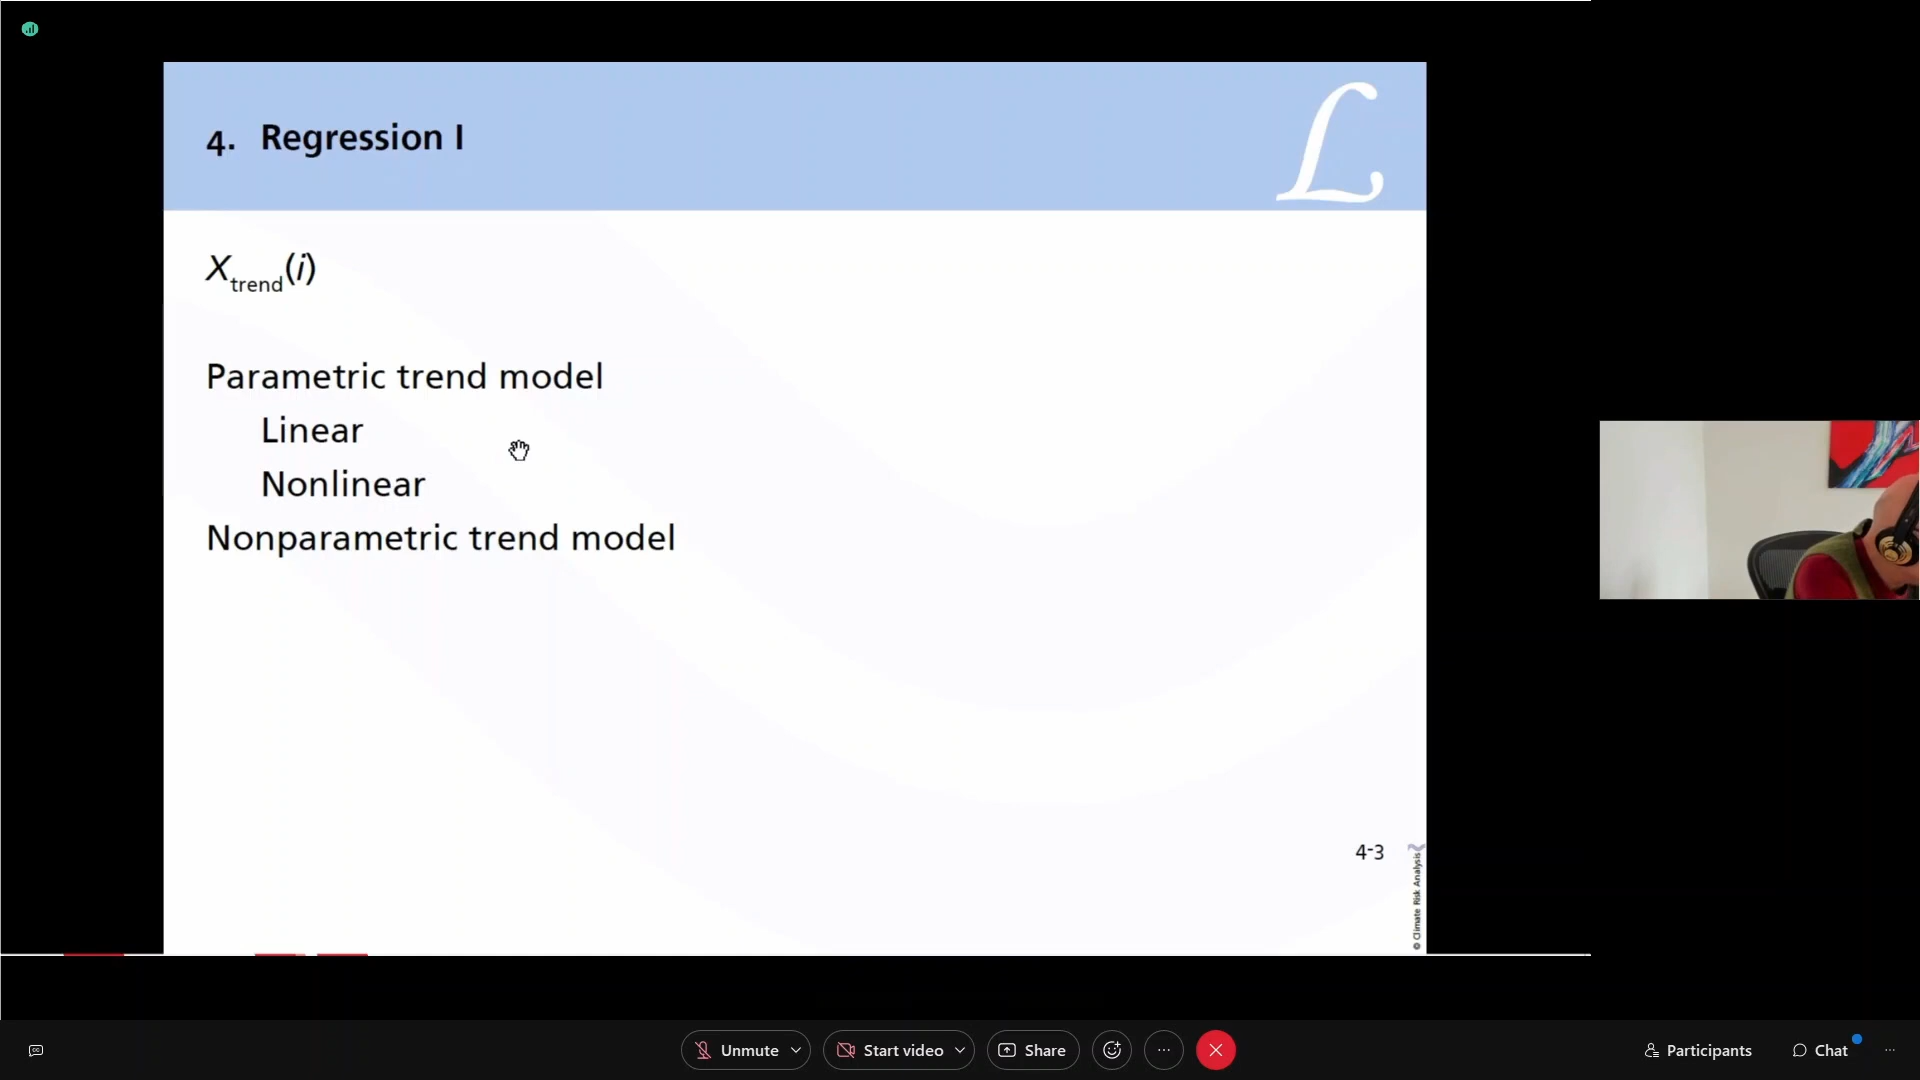 4. Regression I
ℒ
Xtrend(i)
Parametric trend model
Linear
Nonlinear
Nonparametric trend model
4-3
© Climate Risk Analysis
Unmute
Start video
Share
Participants
Chat